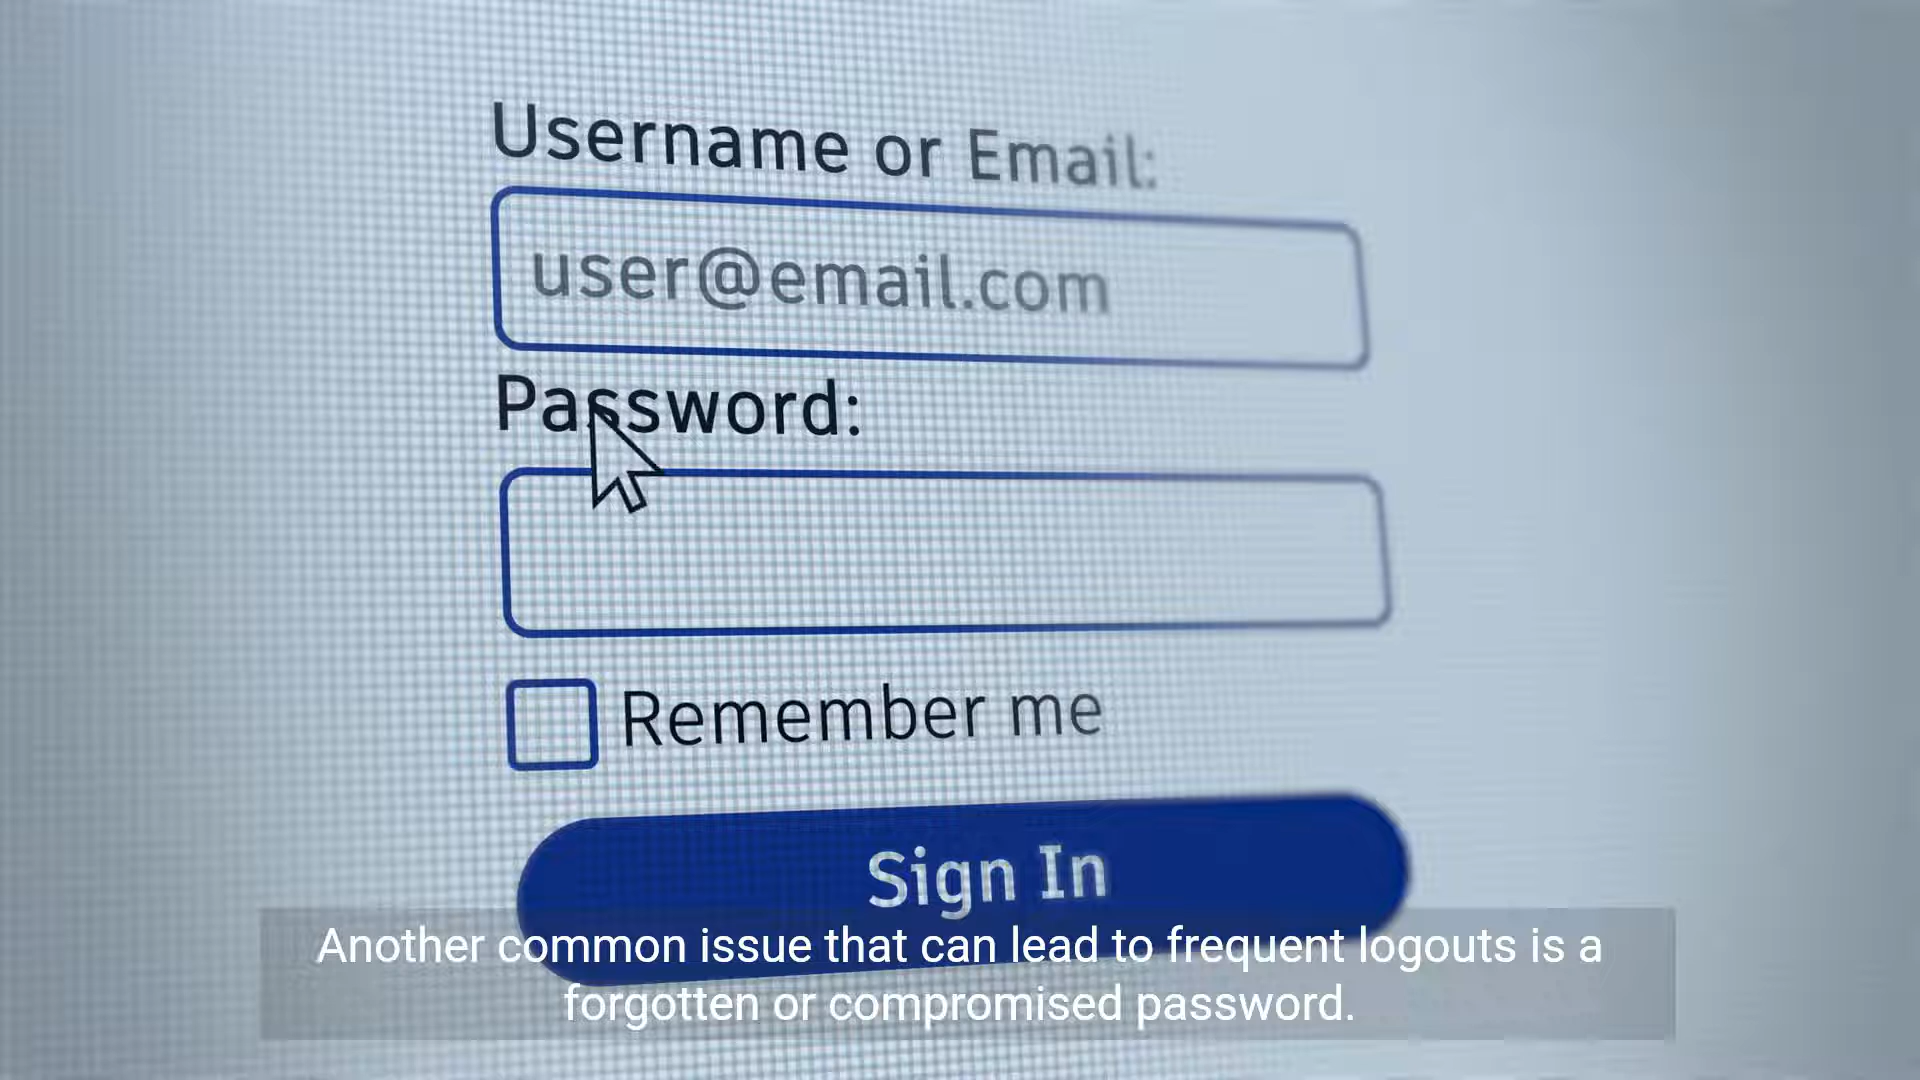 Username or Email:
user@email.com
Password:
Remember me
Sign In
Another common issue that can lead to frequent logouts is a
forgotten or compromised password.